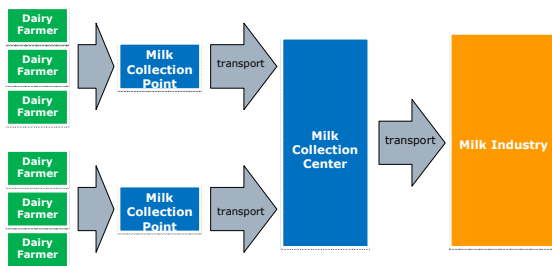 Dairy
Farmer
Dairy
Farmer
Dairy
Farmer
Milk
Collection
Point
transport
Dairy
Farmer
Dairy
Farmer
Dairy
Farmer
Milk
Collection
Point
transport
Milk
Collection
Center
transport
Milk Industry